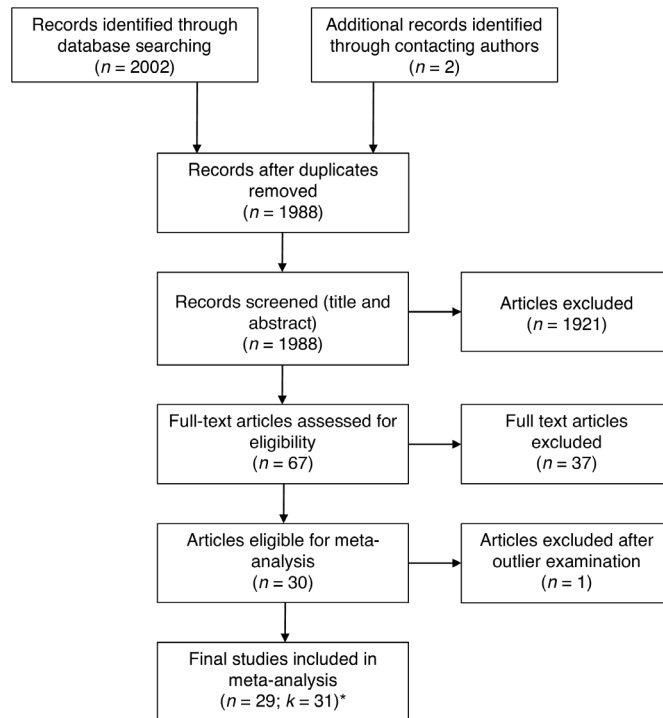 Records identified through
database searching
(n = 2002)
Additional records identified
through contacting authors
(n = 2)
Records after duplicates
removed
(n = 1988)
Records screened (title and
abstract)
(n = 1988)
Articles excluded
(n = 1921)
Full-text articles assessed for
eligibility
(n = 67)
Full text articles
excluded
(n = 37)
Articles eligible for meta-
analysis
(n = 30)
Articles excluded after
outlier examination
(n = 1)
Final studies included in
meta-analysis
(n = 29; k = 31)*